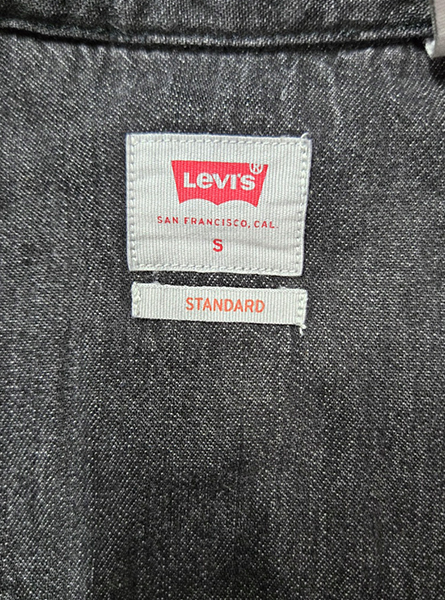 Levi's®
SAN FRANCISCO, CAL.
S
STANDARD